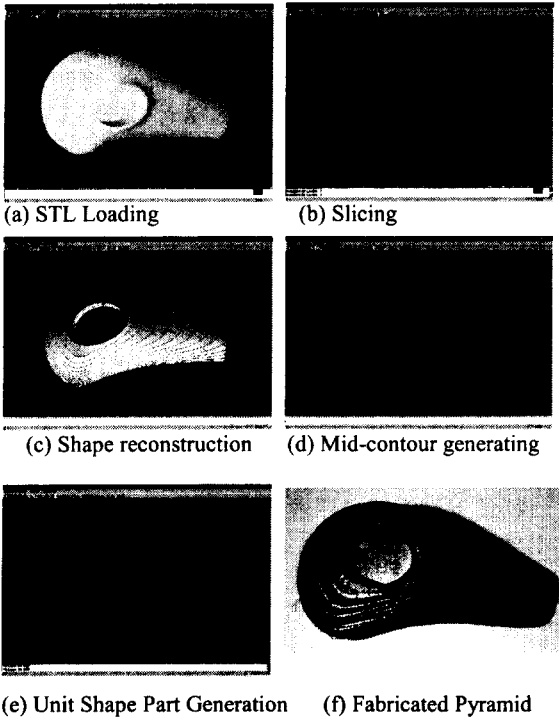 (a) STL Loading
(b) Slicing
(c) Shape reconstruction
(d) Mid-contour generating
(e) Unit Shape Part Generation
(f) Fabricated Pyramid